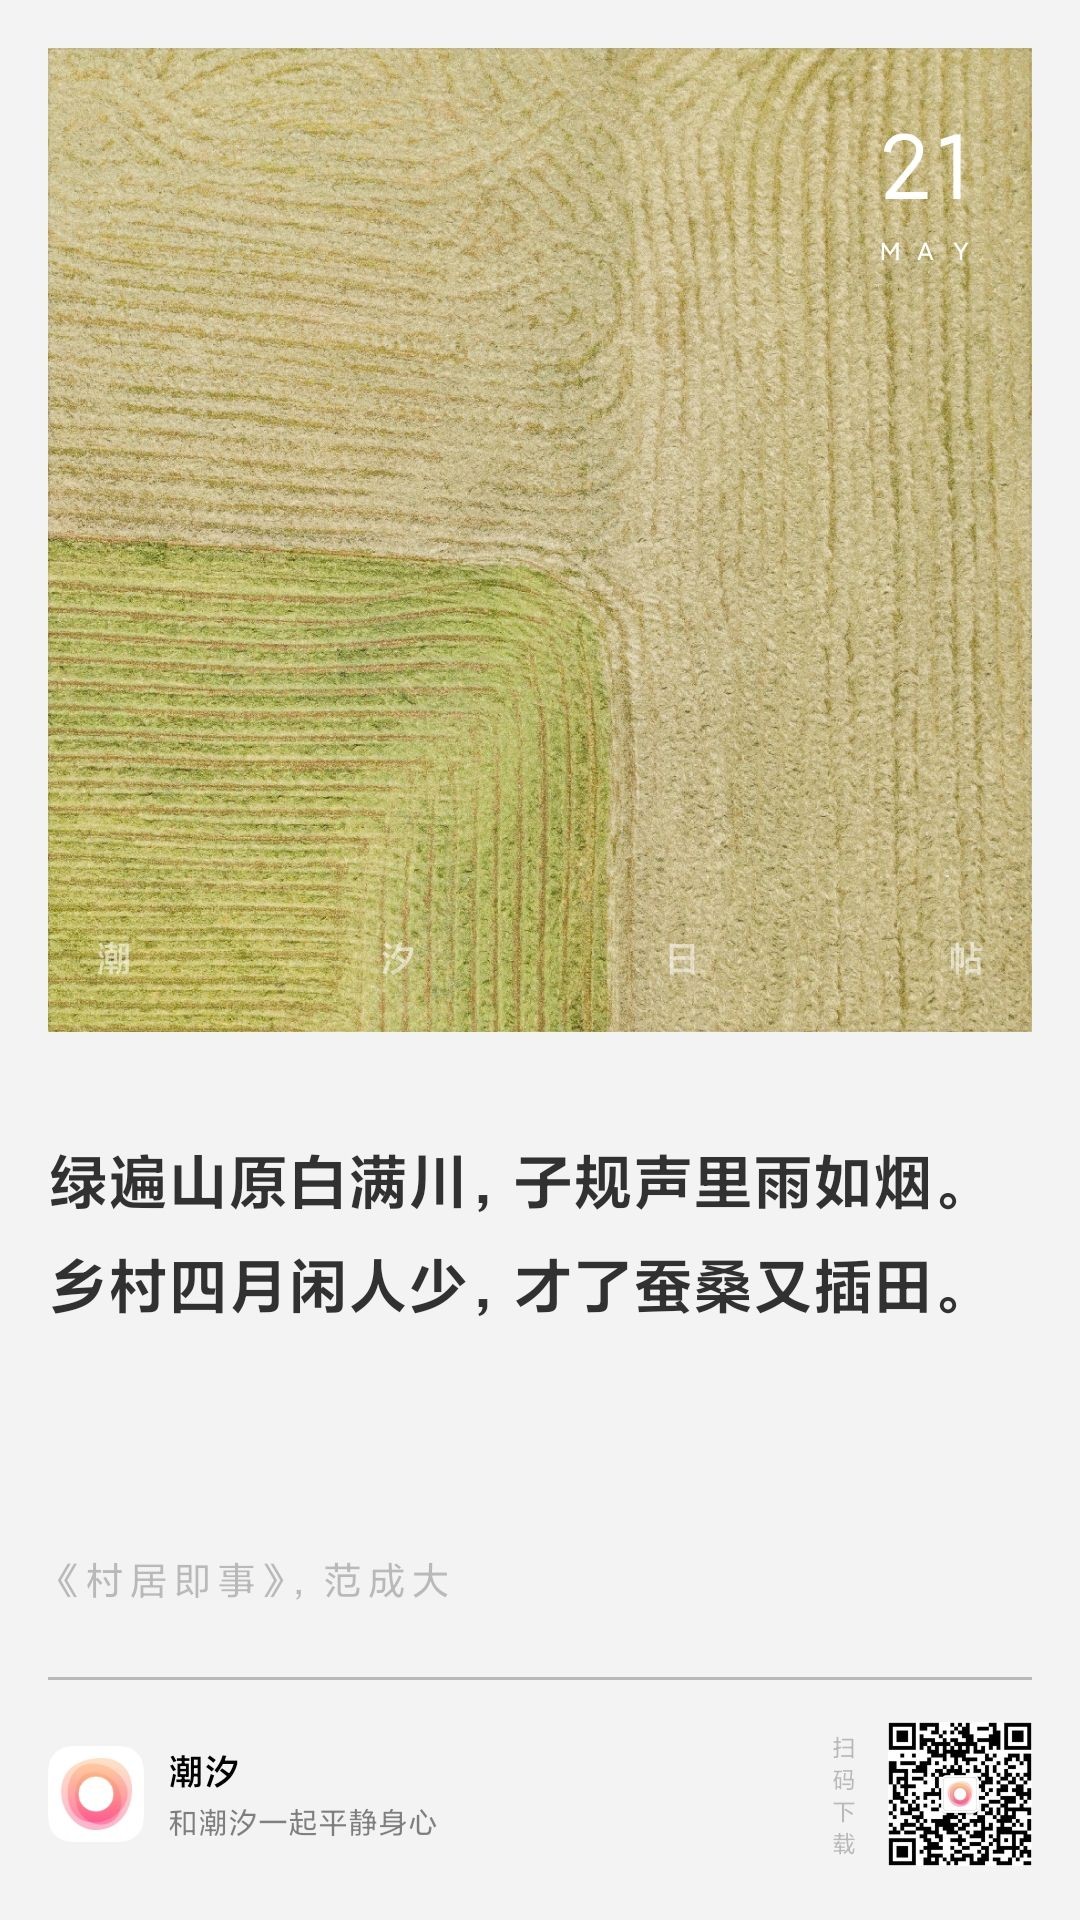 21
MAY
潮汐日帖
绿遍山原白满川，子规声里雨如烟。
乡村四月闲人少，才了蚕桑又插田。
《村居即事》，范成大
潮汐
和潮汐一起平静身心
扫码下载